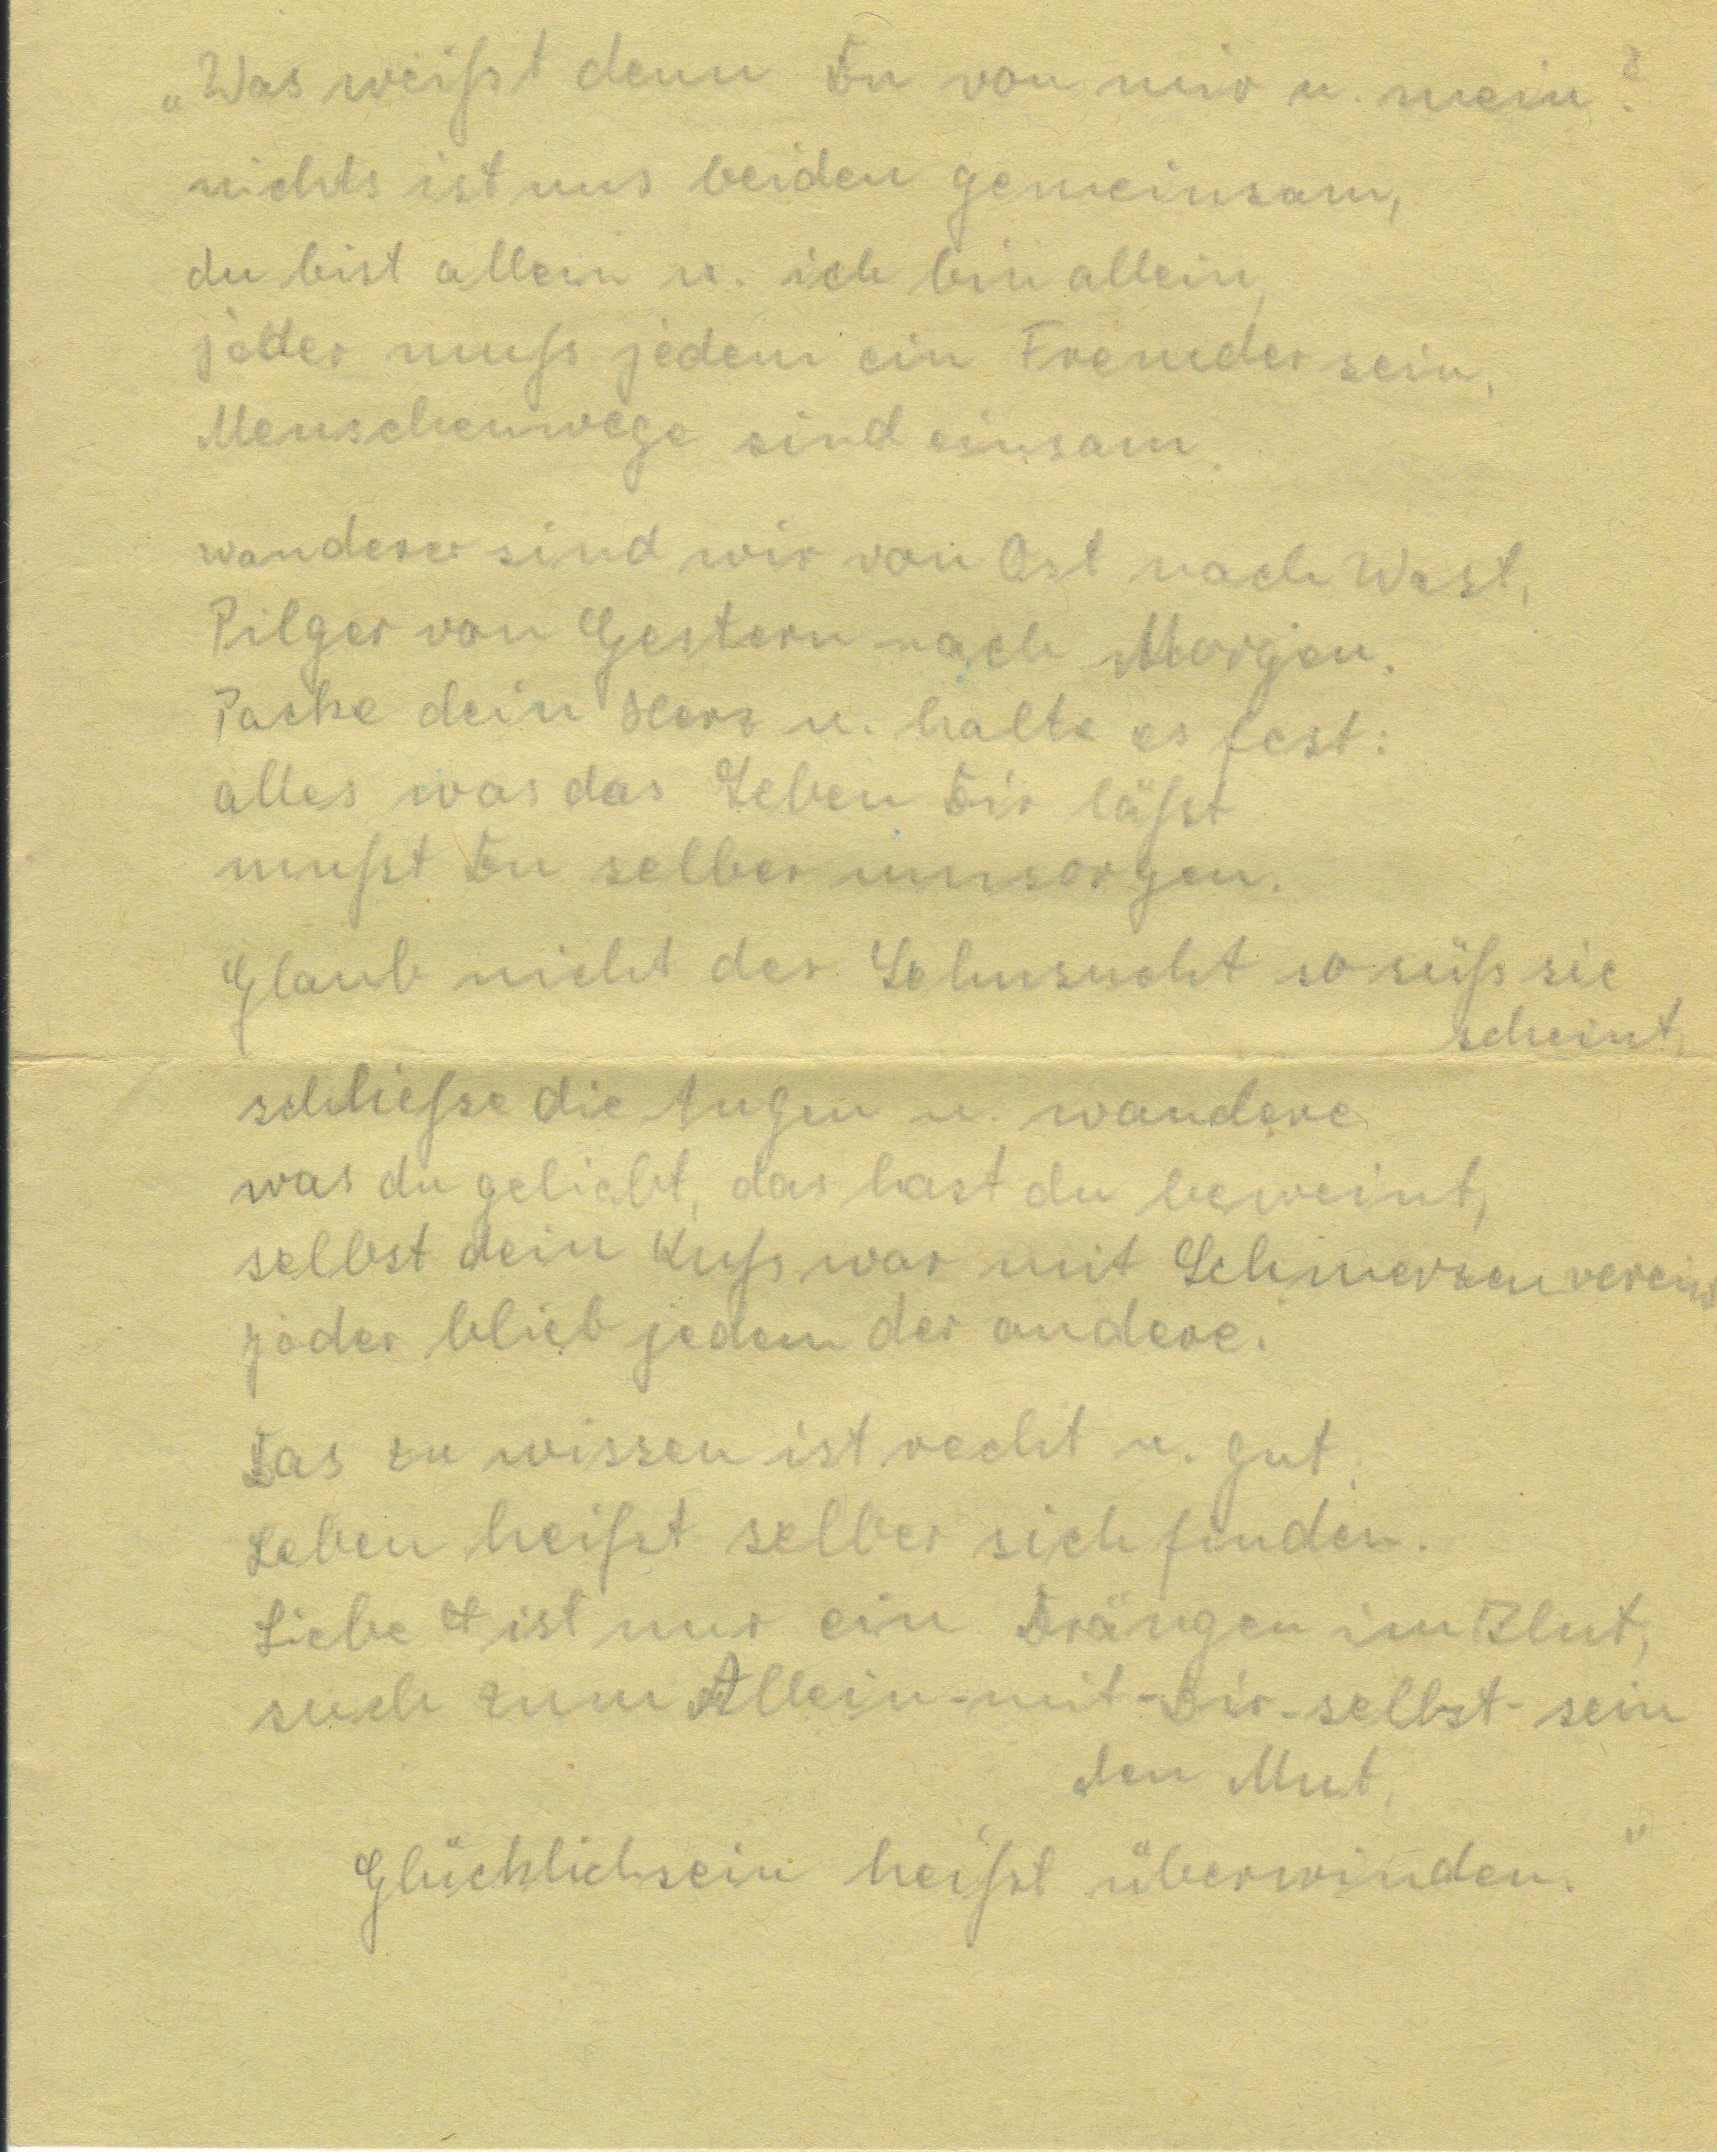 „Was weißt denn Du von mir u. mein?
nichts ist uns beiden gemeinsam,
du bist allein u. ich bin allein,
jeder muß jedem ein Fremder sein,
Menschenwege sind einsam.
wanderer sind wir von Ost nach West,
Pilger von Gestern nach Morgen.
Packe dein Herz u. halte es fest:
alles was das Leben Dir läßt
mußt Du selber umsorgen.
Glaub nicht der Sehnsucht so süß sie
scheint,
schließe die Augen u. wandere
was du geliebt, das hast du beweint,
selbst dein Kuß war mit Schmerzen vereint
jeder blieb jedem der andere.
Das zu wissen ist recht u. gut.
Leben heißt selber sich finden.
Liebe ist nur ein Drängen im Blut,
such zum Allein-mit-Dir-selbst-sein
den Mut,
Glücklichsein heißt überwinden."